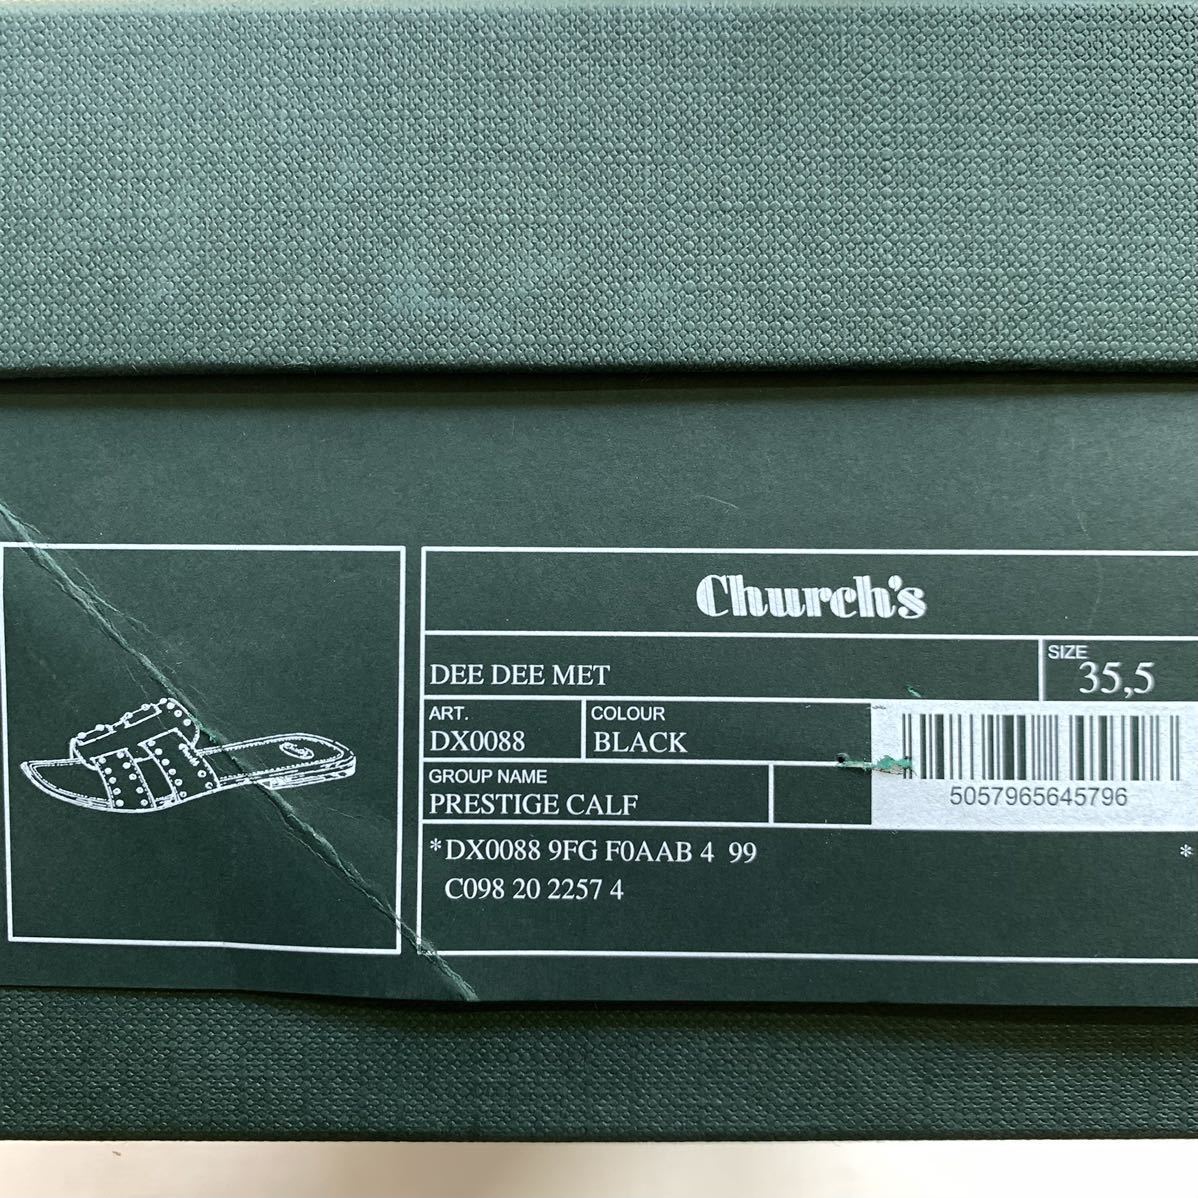 Church's
DEE DEE MET
SIZE
35,5
ART.
DX0088
COLOUR
BLACK
GROUP NAME
PRESTIGE CALF
5057965645796
*DX0088 9FG F0AAB 4 99 *
C098 20 2257 4